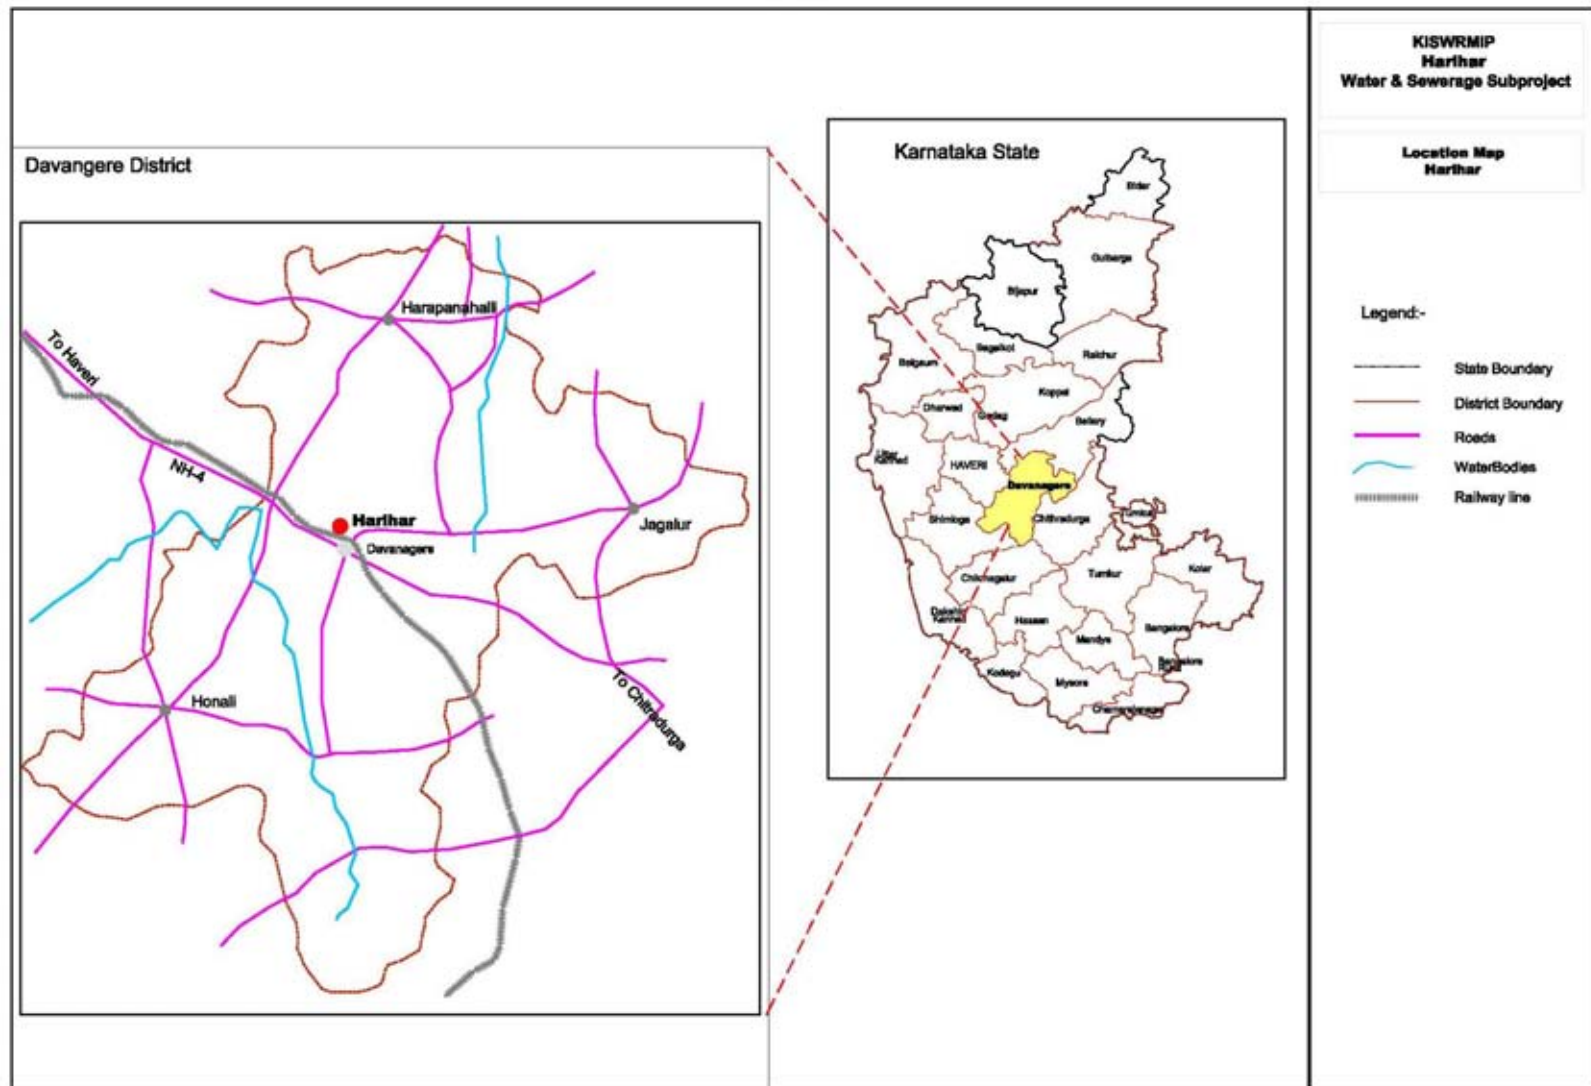 KISWRMIP
Harihar
Water & Sewerage Subproject
Location Map
Harihar
Davangere District
Harapanahalli
To Haveri
NH-4
Harihar
Davanagere
Jagalur
Honali
To Chitradurga
Karnataka State
Bidar
Gulbarga
Bijapur
Bagalkot
Raichur
Belgaum
Koppal
Dharwad
Gadag
Bellary
Uttar
Kannad
HAVERI
Davanagere
Shimoga
Chithradurga
Tumkur
Chikmagalur
Tumkur
Kolar
Dakshin
Kannad
Hassan
Mandya
Bangalore
Bangalore
Rural
Kodagu
Mysore
Legend:-
State Boundary
District Boundary
Roads
WaterBodies
Railway line